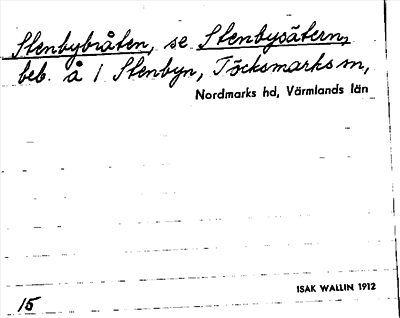 Stenbybråten, se Stenbysätern,
beb. å 1 Stenbyn, Töcksmarks sn,
Nordmarks hd, Värmlands län
ISAK WALLIN 1912
15